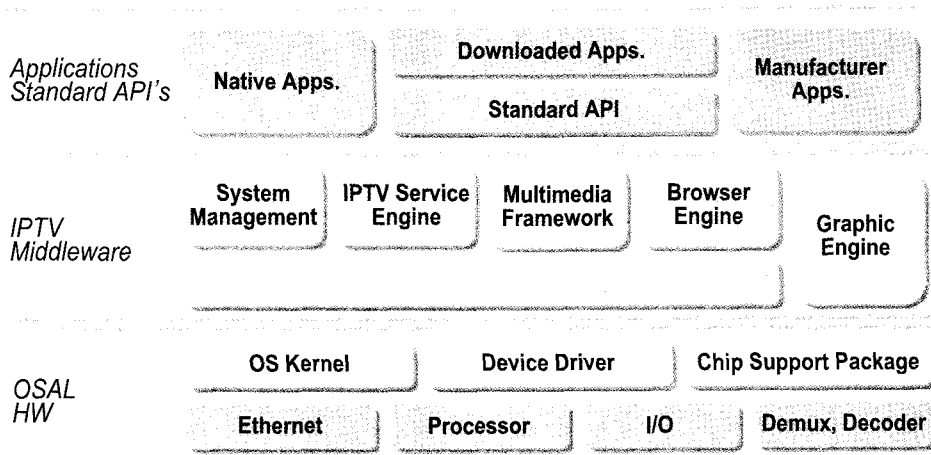 Applications
Standard API's
Native Apps.
Downloaded Apps.
Standard API
Manufacturer
Apps.
IPTV
Middleware
System
Management
IPTV Service
Engine
Multimedia
Framework
Browser
Engine
Graphic
Engine
OSAL
HW
OS Kernel
Device Driver
Chip Support Package
Ethernet
Processor
I/O
Demux, Decoder